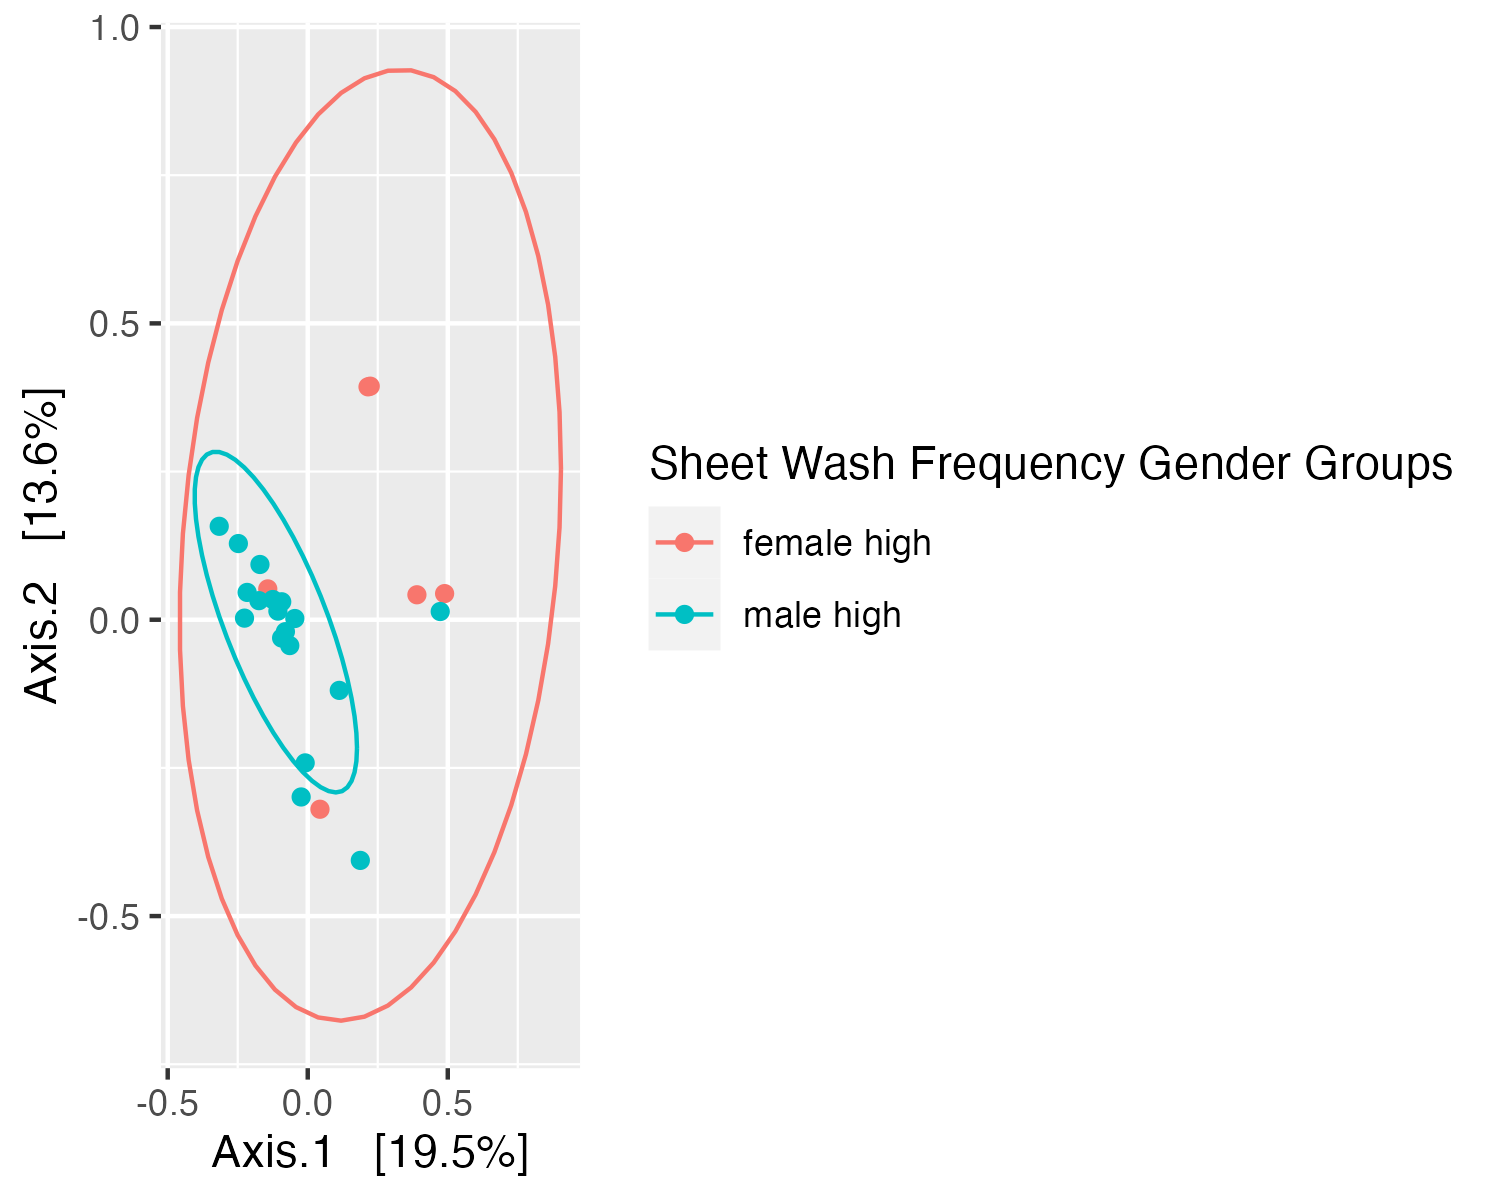 1.0
0.5
0.0
-0.5
Axis.2 [13.6%]
-0.5 0.0 0.5
Axis.1 [19.5%]
Sheet Wash Frequency Gender Groups
female high
male high